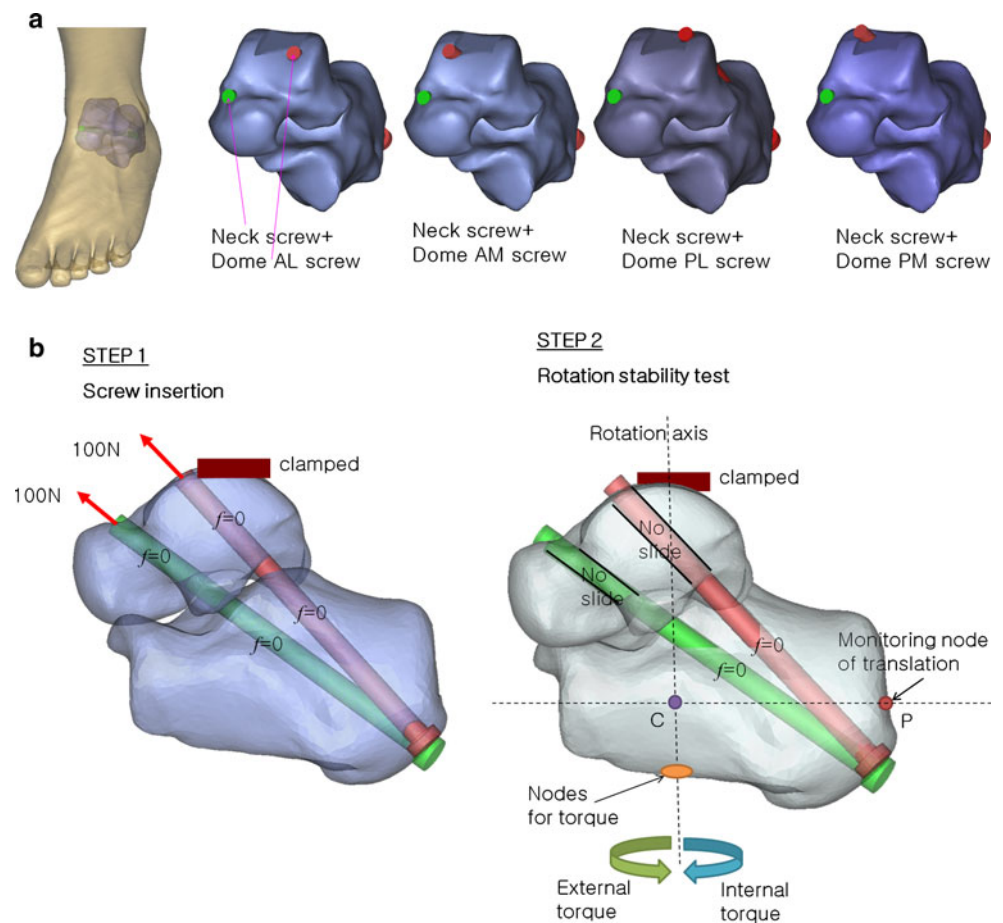 a
Neck screw+
Dome AL screw
Neck screw+
Dome AM screw
Neck screw+
Dome PL screw
Neck screw+
Dome PM screw
b
STEP 1
Screw insertion
100N
100N
clamped
f=0
f=0
f=0
f=0
STEP 2
Rotation stability test
Rotation axis
clamped
No
slide
No
slide
f=0
f=0
Monitoring node
of translation
C
P
Nodes
for torque
External
torque
Internal
torque